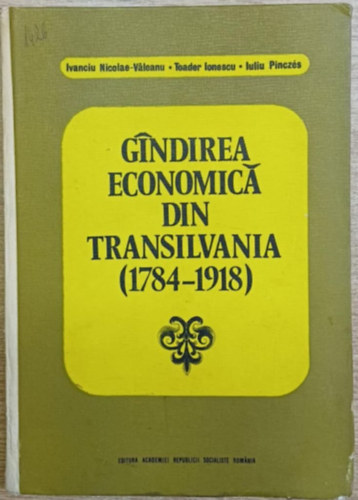 Ivanciu Nicolae-Văleanu • Toader Ionescu • Iuliu Pinczés
GÎNDIREA
ECONOMICĂ
DIN
TRANSILVANIA
(1784-1918)
EDITURA ACADEMIEI REPUBLICII SOCIALISTE ROMÂNIA